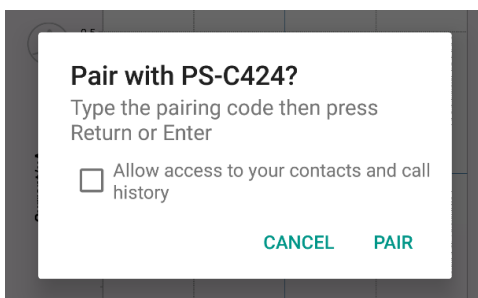 Pair with PS-C424?
Type the pairing code then press
Return or Enter
Allow access to your contacts and call
history
CANCEL PAIR